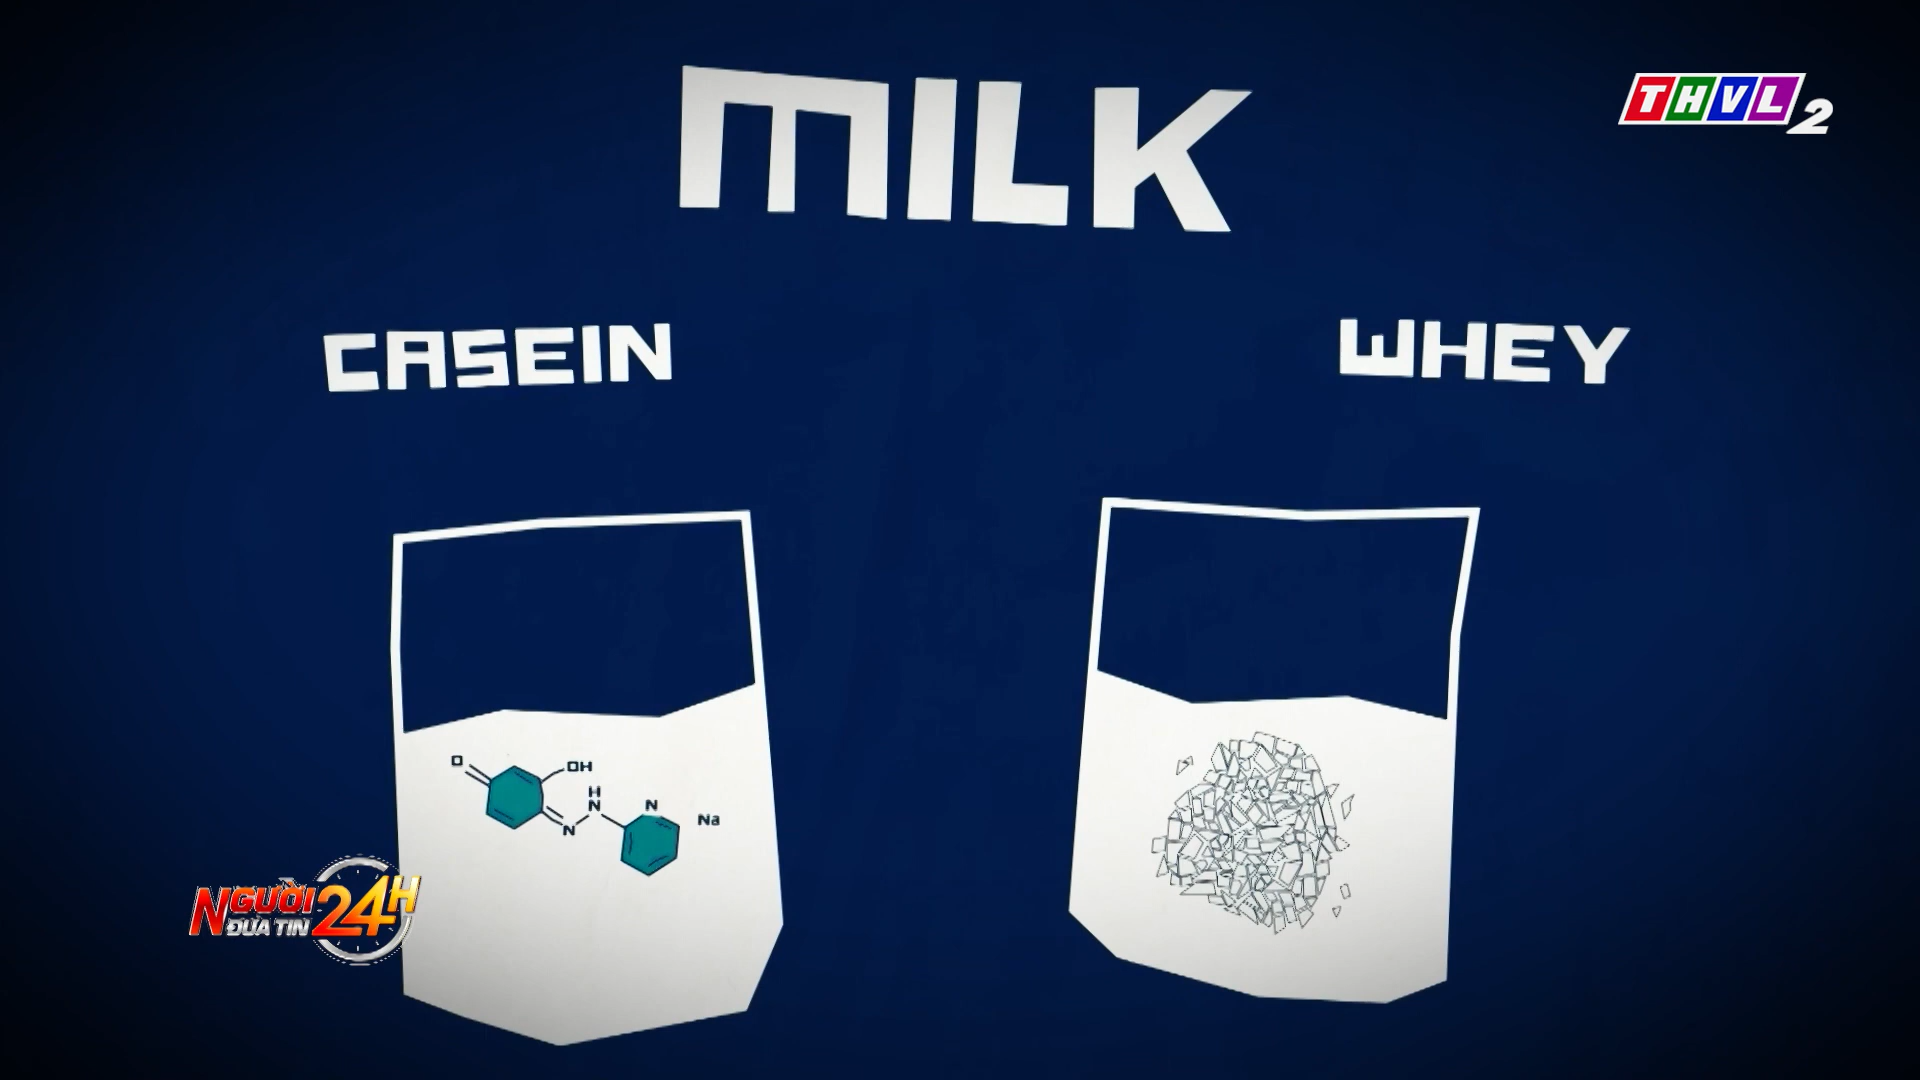 MILK
THVL2
CASEIN
WHEY
O
OH
H
N
N
N
Na
NGƯỜI
ĐƯA TIN
24H